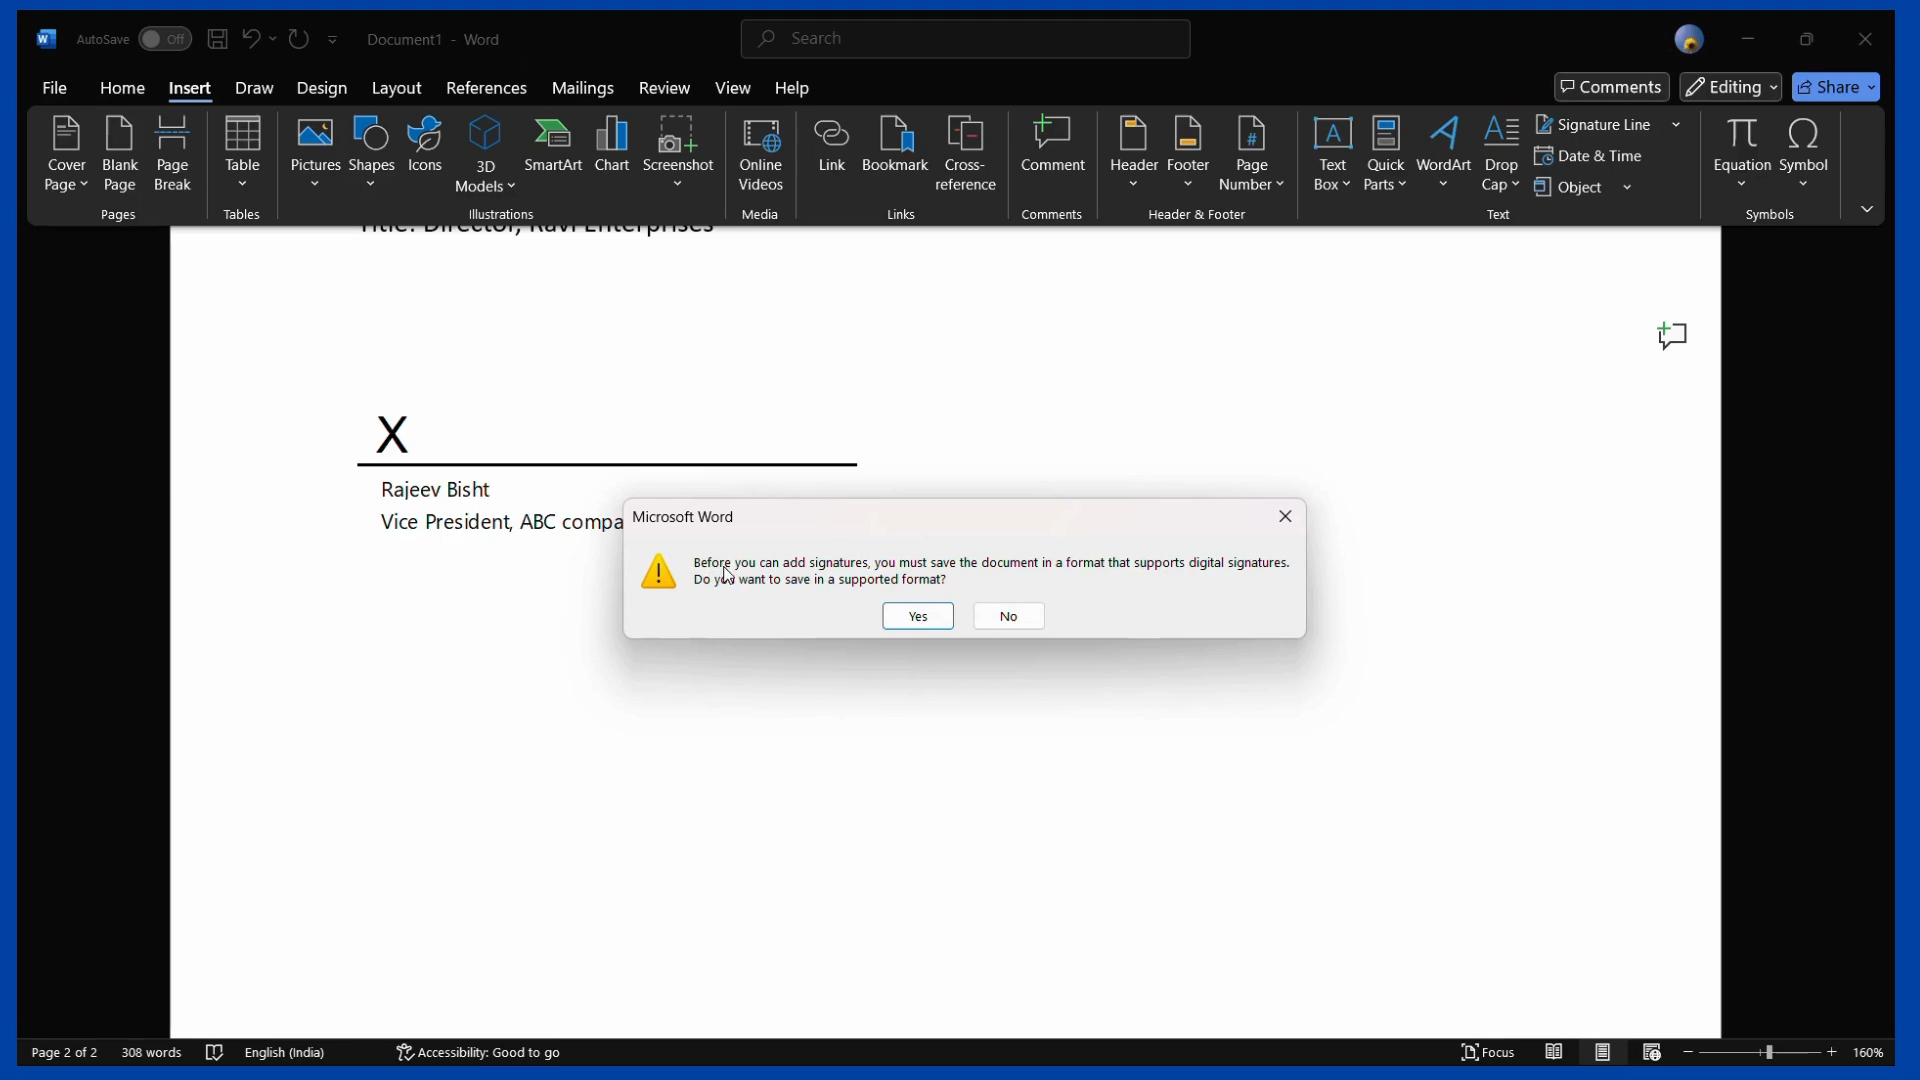 W AutoSave Off Document1 - Word Search
File Home Insert Draw Design Layout References Mailings Review View Help Comments Editing Share
Cover Page Blank Page Page Break Table Pictures Shapes Icons 3D Models SmartArt Chart Screenshot Online Videos Link Bookmark Cross-reference Comment Header Footer Page Number Text Box Quick Parts WordArt Drop Cap Signature Line Date & Time Object Equation Symbol
Pages Tables Illustrations Media Links Comments Header & Footer Text Symbols
Title: Director, Ravi Enterprises
X
Rajeev Bisht
Vice President, ABC compa
Microsoft Word
Before you can add signatures, you must save the document in a format that supports digital signatures.
Do you want to save in a supported format?
Yes No
Page 2 of 2 308 words English (India) Accessibility: Good to go Focus 160%